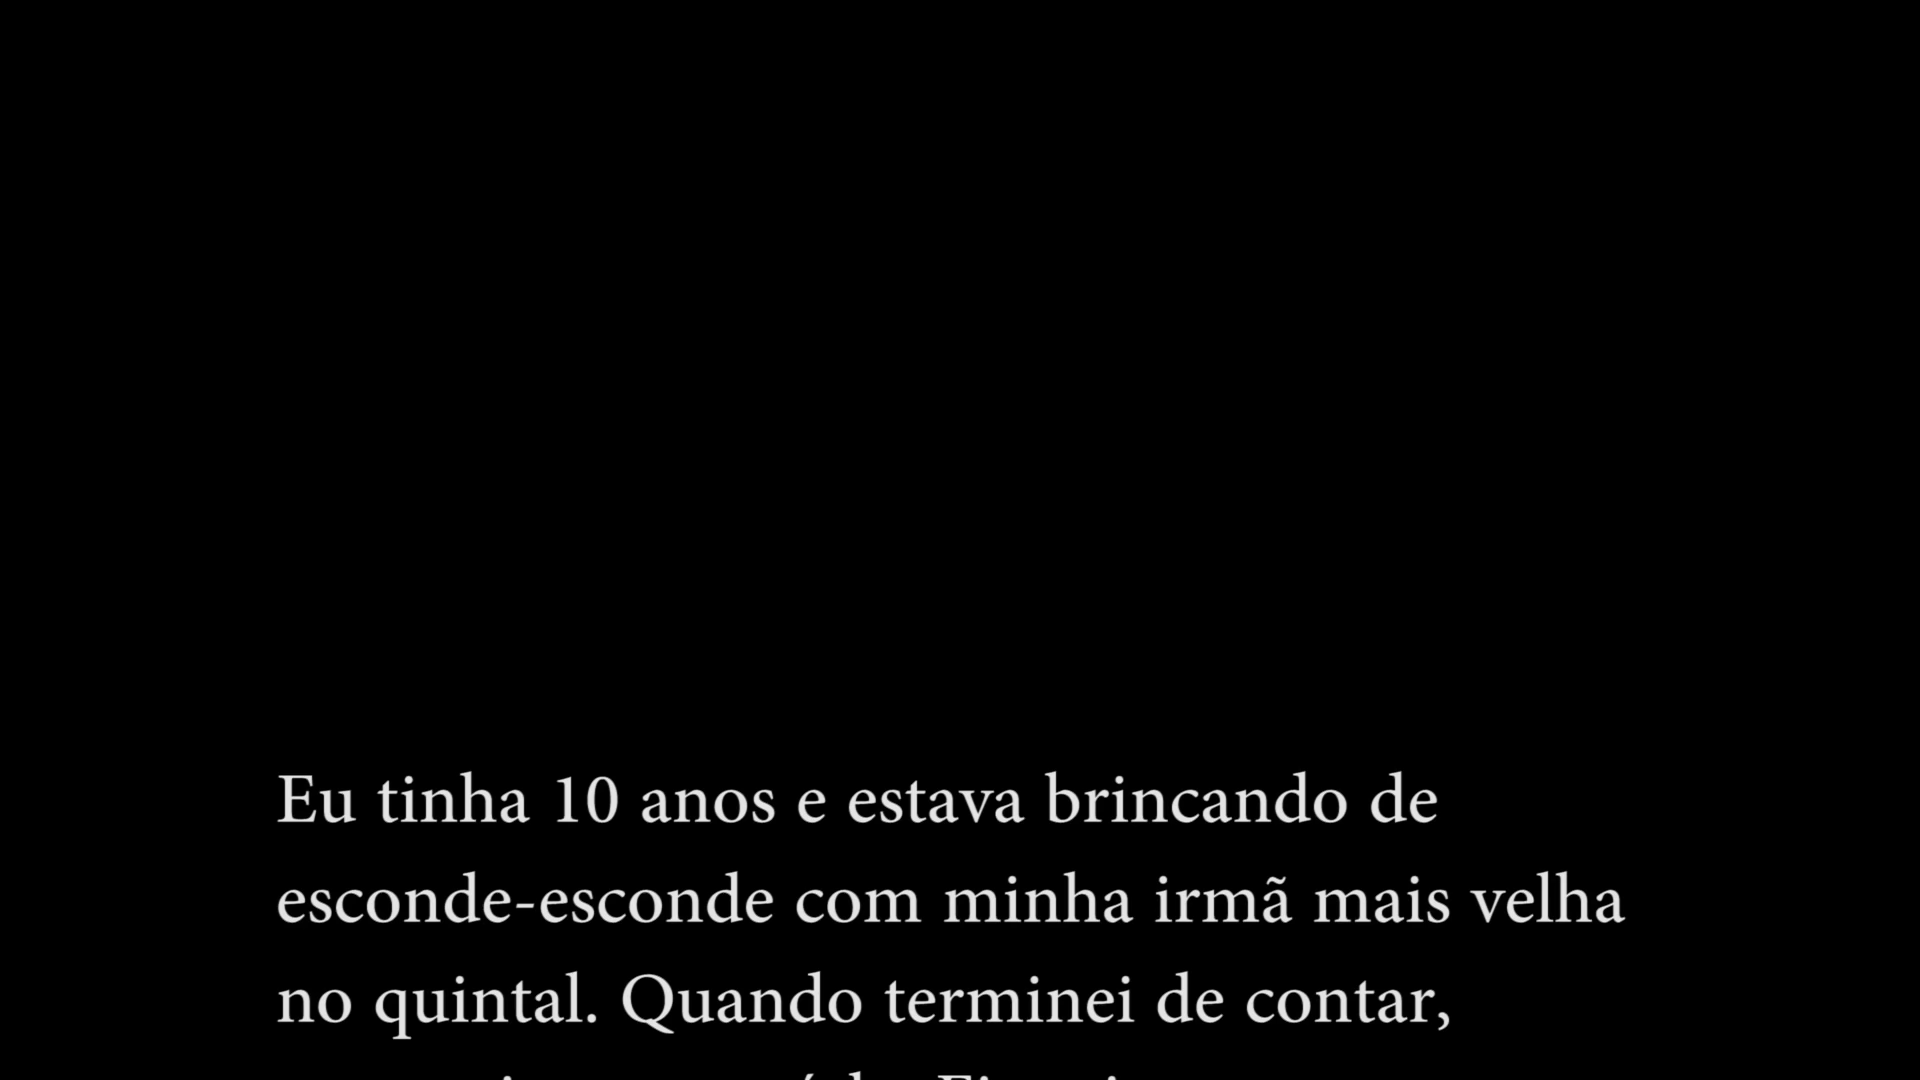 Eu tinha 10 anos e estava brincando de
esconde-esconde com minha irmã mais velha
no quintal. Quando terminei de contar,